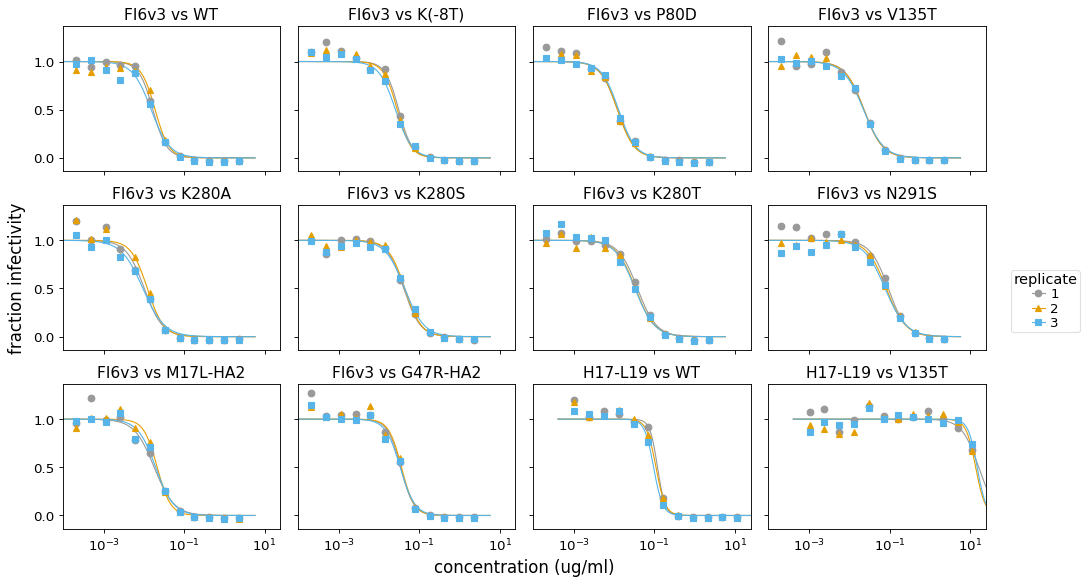 FI6v3 vs WT
FI6v3 vs K(-8T)
FI6v3 vs P80D
FI6v3 vs V135T
1.0
0.5
0.0
FI6v3 vs K280A
FI6v3 vs K280S
FI6v3 vs K280T
FI6v3 vs N291S
1.0
0.5
0.0
fraction infectivity
replicate
1
2
3
FI6v3 vs M17L-HA2
FI6v3 vs G47R-HA2
H17-L19 vs WT
H17-L19 vs V135T
1.0
0.5
0.0
10⁻³ 10⁻¹ 10¹
10⁻³ 10⁻¹ 10¹
10⁻³ 10⁻¹ 10¹
10⁻³ 10⁻¹ 10¹
concentration (ug/ml)